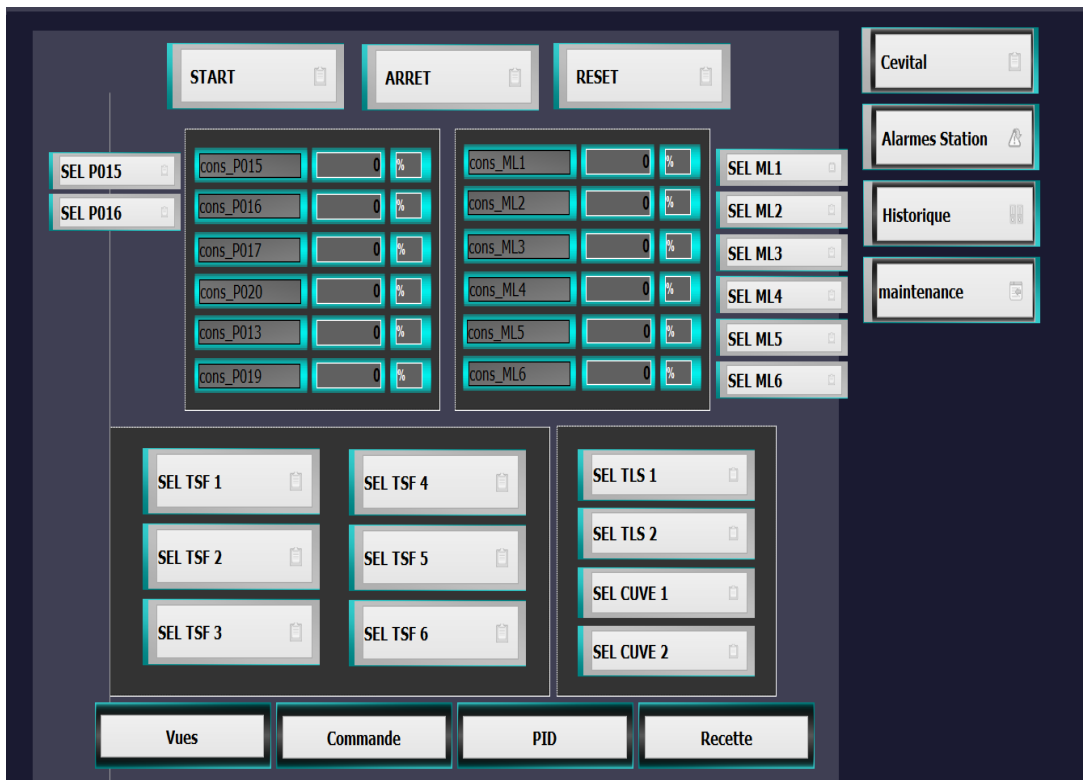 START
ARRET
RESET
Cevital
Alarmes Station
Historique
maintenance
SEL P015
SEL P016
cons_P015 0 %
cons_P016 0 %
cons_P017 0 %
cons_P020 0 %
cons_P013 0 %
cons_P019 0 %
cons_ML1 0 %
cons_ML2 0 %
cons_ML3 0 %
cons_ML4 0 %
cons_ML5 0 %
cons_ML6 0 %
SEL ML1
SEL ML2
SEL ML3
SEL ML4
SEL ML5
SEL ML6
SEL TSF 1
SEL TSF 2
SEL TSF 3
SEL TSF 4
SEL TSF 5
SEL TSF 6
SEL TLS 1
SEL TLS 2
SEL CUVE 1
SEL CUVE 2
Vues
Commande
PID
Recette